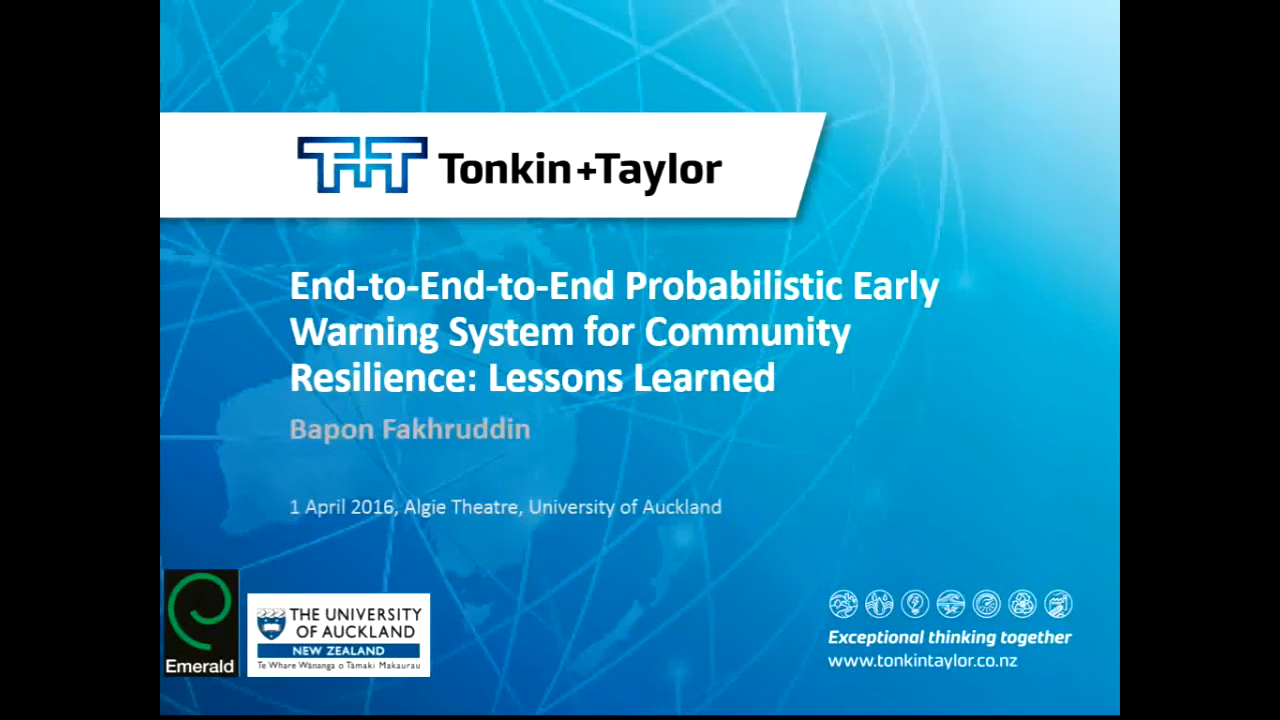 Tonkin+Taylor
End-to-End-to-End Probabilistic Early
Warning System for Community
Resilience: Lessons Learned
Bapon Fakhruddin
1 April 2016, Algie Theatre, University of Auckland
Emerald
THE UNIVERSITY
OF AUCKLAND
NEW ZEALAND
Te Whare Wānanga o Tāmaki Makaurau
Exceptional thinking together
www.tonkintaylor.co.nz